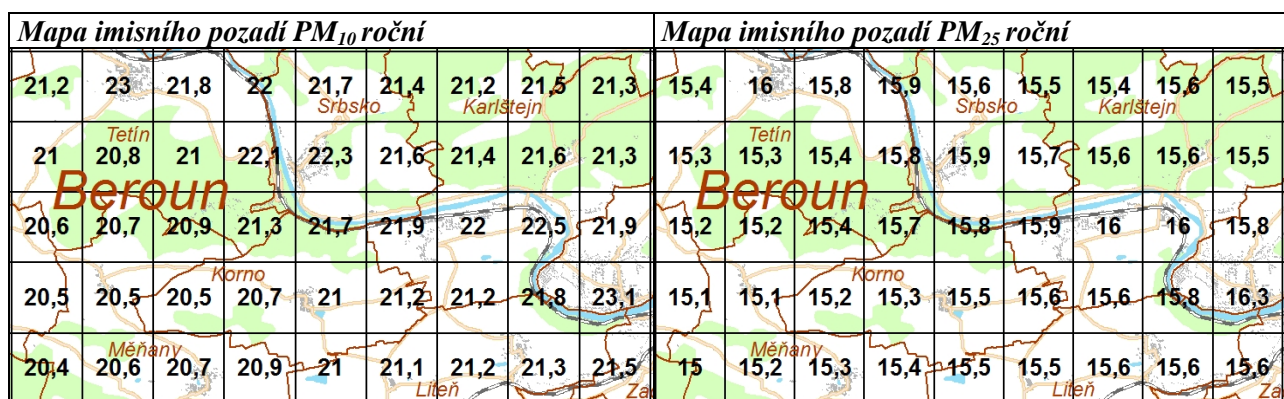 Mapa imisního pozadí PM10 roční
Mapa imisního pozadí PM25 roční
21,2 23 21,8 22 21,7 21,4 21,2 21,5 21,3
15,4 16 15,8 15,9 15,6 15,5 15,4 15,6 15,5
Srbsko Karlštejn
Srbsko Karlštejn
Tetín
Tetín
21 20,8 21 22,1 22,3 21,6 21,4 21,6 21,3
15,3 15,3 15,4 15,8 15,9 15,7 15,6 15,6 15,5
Beroun
Beroun
20,6 20,7 20,9 21,3 21,7 21,9 22 22,5 21,9
15,2 15,2 15,4 15,7 15,8 15,9 16 16 15,8
Korno
Korno
20,5 20,5 20,5 20,7 21 21,2 21,2 21,8 23,1
15,1 15,1 15,2 15,3 15,5 15,6 15,6 15,8 16,3
Měňany
Měňany
20,4 20,6 20,7 20,9 21 21,1 21,2 21,3 21,5
15 15,2 15,3 15,4 15,5 15,5 15,6 15,6 15,6
Liteň Za
Liteň Za